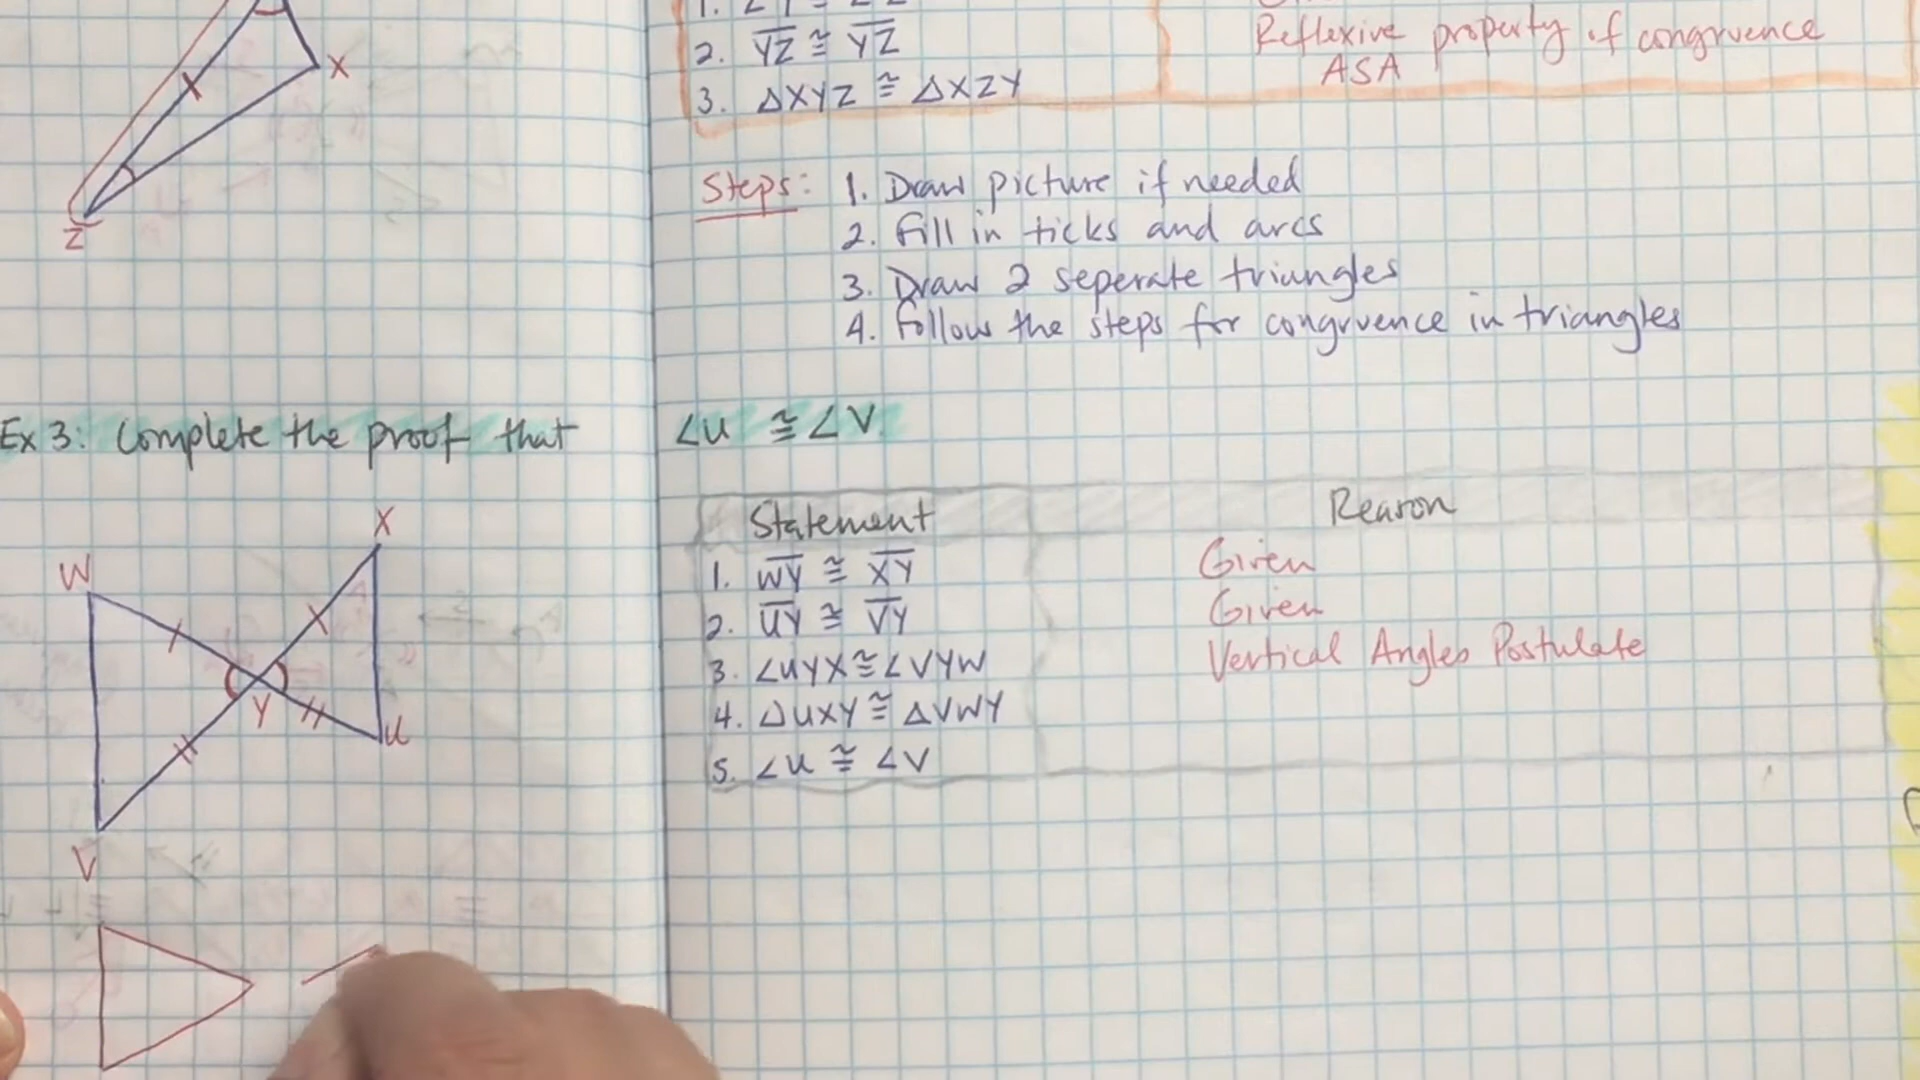 X
Z
2. YZ ≅ YZ
3. ΔXYZ ≅ ΔXZY
Reflexive property of congruence
ASA
Steps: 1. Draw picture if needed
2. Fill in ticks and arcs
3. Draw 2 seperate triangles
4. Follow the steps for congruence in triangles
Ex 3: Complete the proof that ∠U ≅ ∠V.
W
X
Y
U
V
Statement
Reason
1. WY ≅ XY
Given
2. UY ≅ VY
Given
3. ∠UYX ≅ ∠VYW
Vertical Angles Postulate
4. ΔUXY ≅ ΔVWY
5. ∠U ≅ ∠V